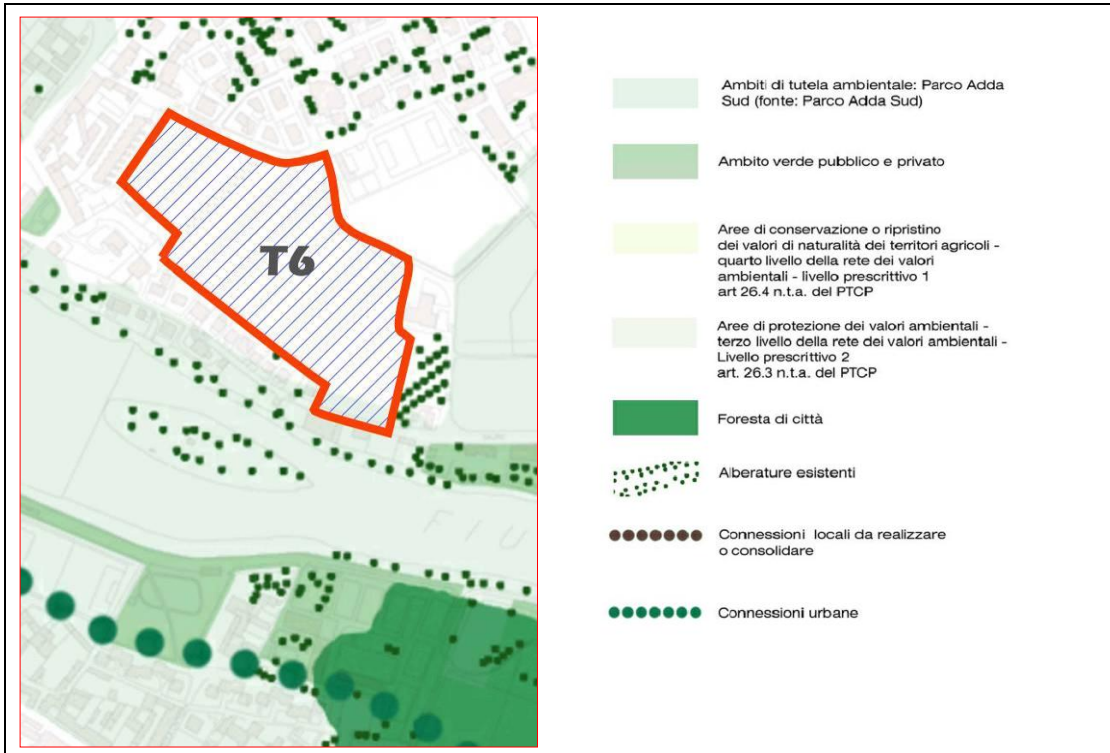 T6
FIU
Ambiti di tutela ambientale: Parco Adda
Sud (fonte: Parco Adda Sud)
Ambito verde pubblico e privato
Aree di conservazione o ripristino
dei valori di naturalità dei territori agricoli -
quarto livello della rete dei valori
ambientali - livello prescrittivo 1
art 26.4 n.t.a. del PTCP
Aree di protezione dei valori ambientali -
terzo livello della rete dei valori ambientali -
Livello prescrittivo 2
art. 26.3 n.t.a. del PTCP
Foresta di città
Alberature esistenti
Connessioni locali da realizzare
o consolidare
Connessioni urbane